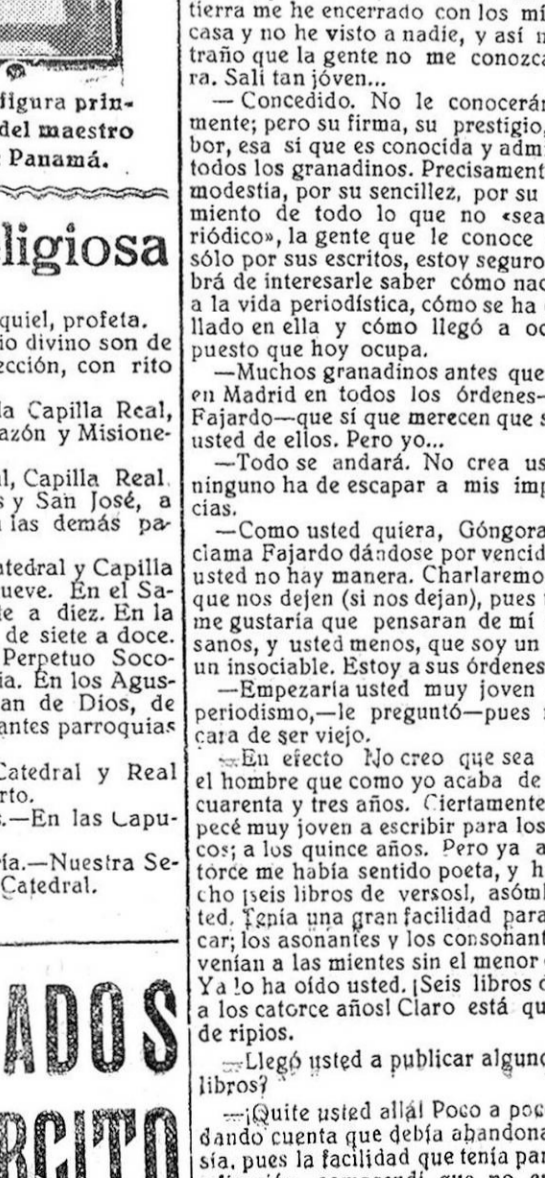 figura prin-
del maestro
Panamá.
ligiosa
quiel, profeta.
io divino son de
ección, con rito
la Capilla Real,
azón y Misione-
l, Capilla Real.
s y San José, a
las demás pa-
atedral y Capilla
ueve. En el Sa-
de a diez. En la
de siete a doce.
Perpetuo Soco-
ia. En los Agus-
an de Dios, de
antes parroquias
Catedral y Real
rto.
s.—En las Capu-
ría.—Nuestra Se-
Catedral.
ADOS
RCITO
tierra me he encerrado con los mí
casa y no he visto a nadie, y así n
traño que la gente no me conozca
ra. Salí tan jóven...
— Concedido. No le conocerán
mente; pero su firma, su prestigio,
bor, esa si que es conocida y adm
todos los granadinos. Precisament
modestia, por su sencillez, por su
miento de todo lo que no «sea
riódico», la gente que le conoce
sólo por sus escritos, estoy seguro
brá de interesarle saber cómo nac
a la vida periodística, cómo se ha
llado en ella y cómo llegó a oc
puesto que hoy ocupa.
—Muchos granadinos antes que
en Madrid en todos los órdenes—
Fajardo—que sí que merecen que s
usted de ellos. Pero yo...
—Todo se andará. No crea us
ninguno ha de escapar a mis imp
cias.
—Como usted quiera, Góngora
clama Fajardo dándose por vencid
usted no hay manera. Charlaremo
que nos dejen (si nos dejan), pues
me gustaría que pensaran de mí
sanos, y usted menos, que soy un
un insociable. Estoy a sus órdenes
—Empezaría usted muy joven
periodismo,—le preguntó—pues
cara de ser viejo.
—En efecto No creo que sea
el hombre que como yo acaba de
cuarenta y tres años. Ciertamente
pecé muy joven a escribir para los
cos; a los quince años. Pero ya a
torce me había sentido poeta, y h
cho ¡seis libros de versos!, asómb
ted. Tenía una gran facilidad para
car; los asonantes y los consonant
venían a las mientes sin el menor
Ya lo ha oído usted. ¡Seis libros d
a los catorce años! Claro está qu
de ripios.
—Llegó usted a publicar alguno
libros?
—¡Quite usted allá! Poco a poc
dando cuenta que debía abandona
sía, pues la facilidad que tenía par